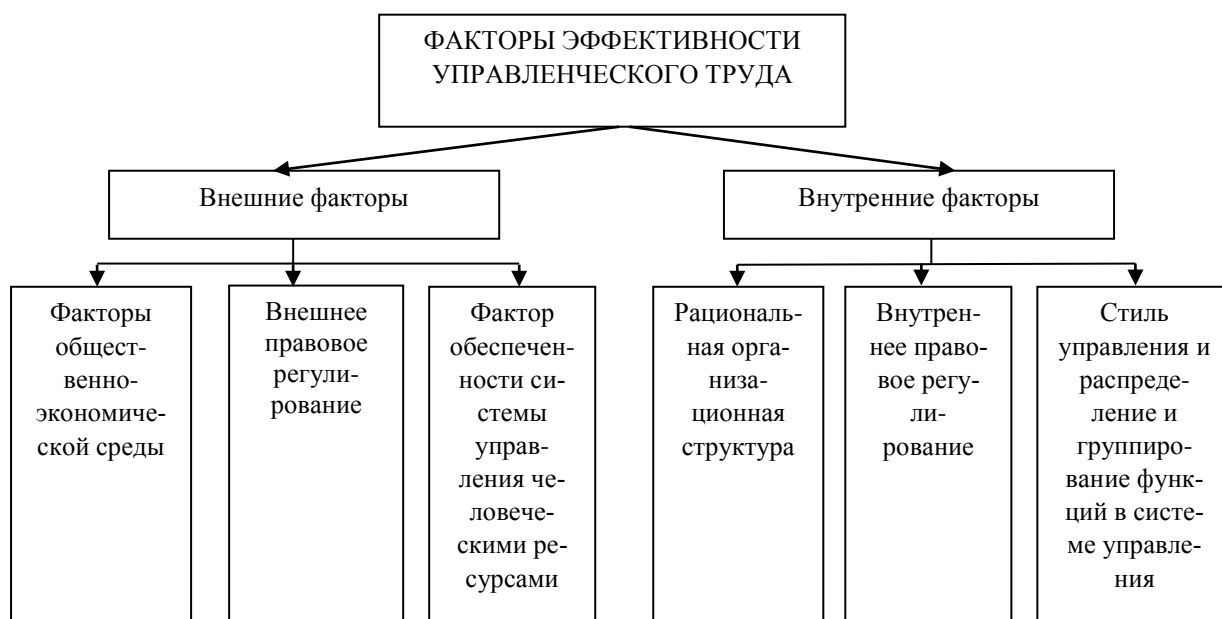 ФАКТОРЫ ЭФФЕКТИВНОСТИ
УПРАВЛЕНЧЕСКОГО ТРУДА
Внешние факторы
Внутренние факторы
Факторы
общест-
венно-
экономиче-
ской среды
Внешнее
правовое
регули-
рование
Фактор
обеспечен-
ности си-
стемы
управ-
ления че-
ловече-
скими ре-
сурсами
Рациональ-
ная орга-
низа-
ционная
структура
Внутрен-
нее право-
вое регу-
ли-
рование
Стиль
управления и
распреде-
ление и
группиро-
вание функ-
ций в систе-
ме управле-
ния